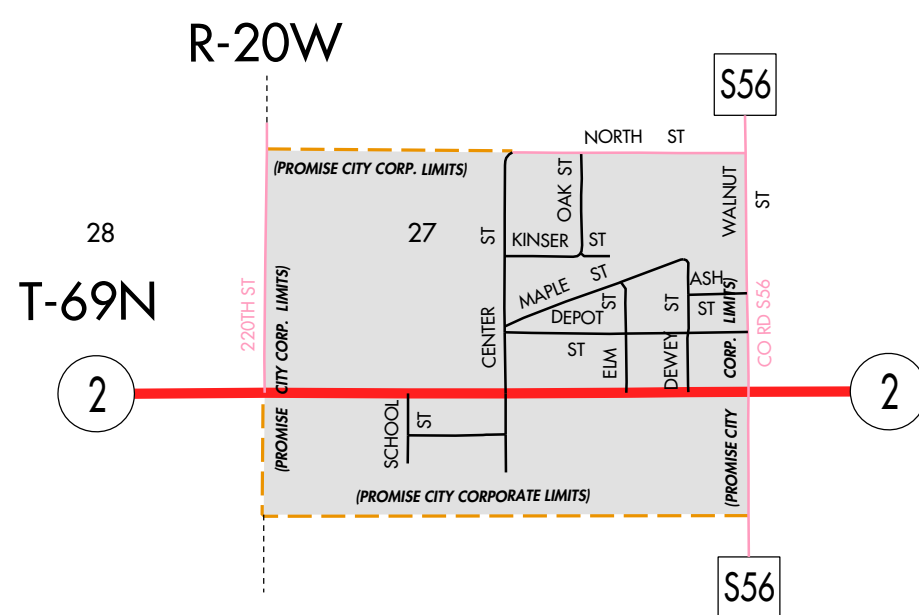 R-20W
S56
NORTH ST
(PROMISE CITY CORP. LIMITS)
OAK ST
WALNUT ST
28
27
KINSER ST
T-69N
MAPLE ST
ASH ST
DEPOT ST
220TH ST
CENTER ST
ELM ST
DEWEY ST
CO RD S56
(PROMISE CITY CORP. LIMITS)
(PROMISE CITY CORP. LIMITS)
2
2
SCHOOL ST
(PROMISE CITY CORPORATE LIMITS)
S56